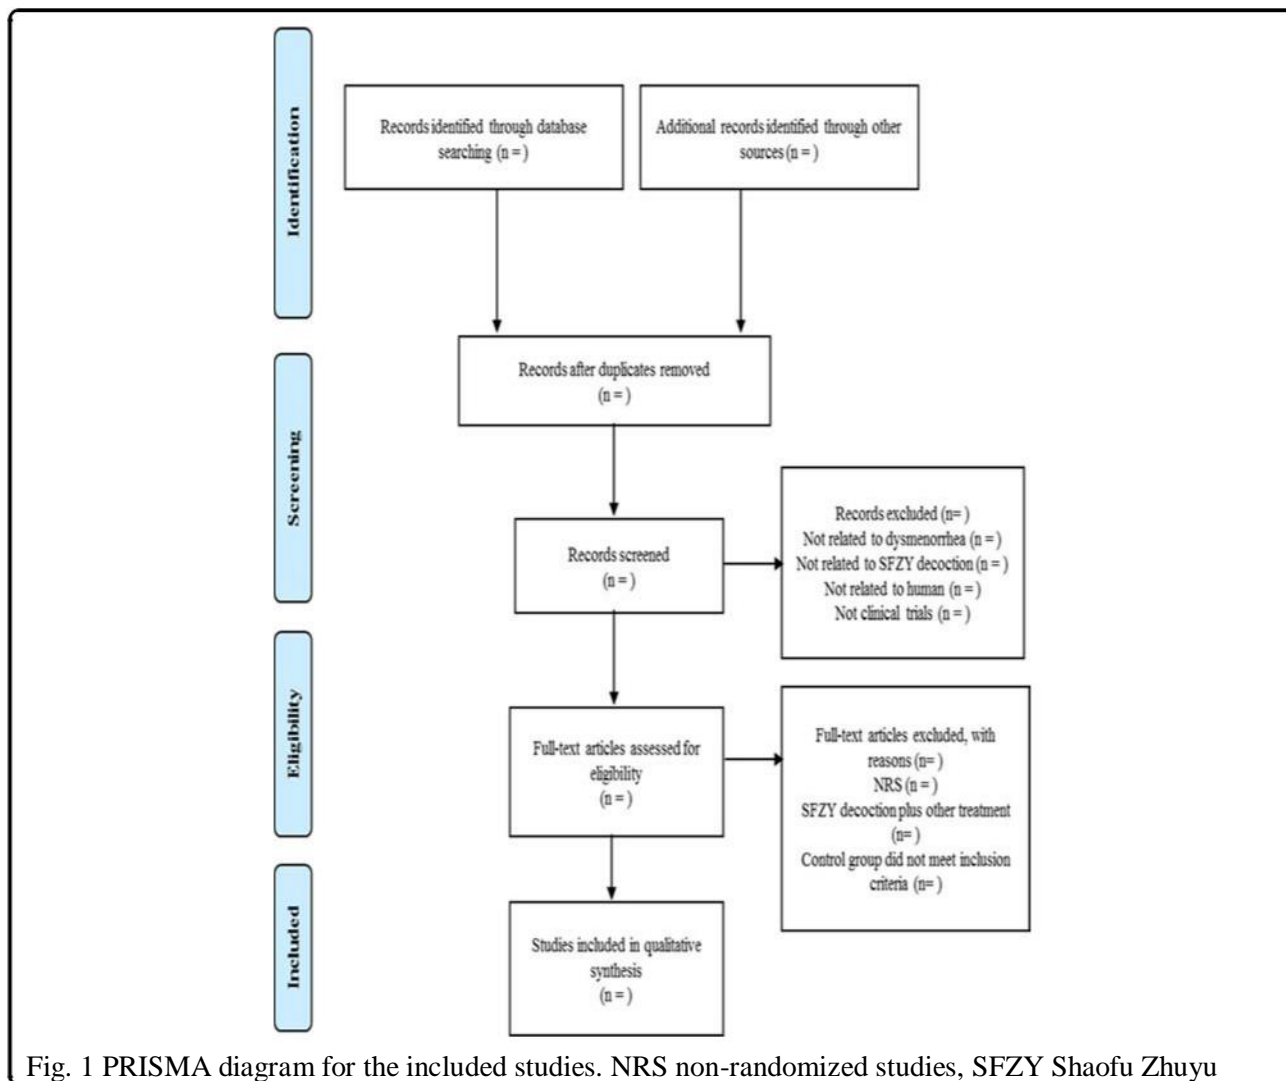 Identification
Records identified through database
searching (n = )
Additional records identified through other
sources (n = )
Screening
Records after duplicates removed
(n = )
Records screened
(n = )
Records excluded (n= )
Not related to dysmenorrhea (n = )
Not related to SFZY decoction (n = )
Not related to human (n = )
Not clinical trials (n = )
Eligibility
Full-text articles assessed for
eligibility
(n = )
Full-text articles excluded, with
reasons (n= )
NRS (n = )
SFZY decoction plus other treatment
(n= )
Control group did not meet inclusion
criteria (n= )
Included
Studies included in qualitative
synthesis
(n = )
Fig. 1 PRISMA diagram for the included studies. NRS non-randomized studies, SFZY Shaofu Zhuyu